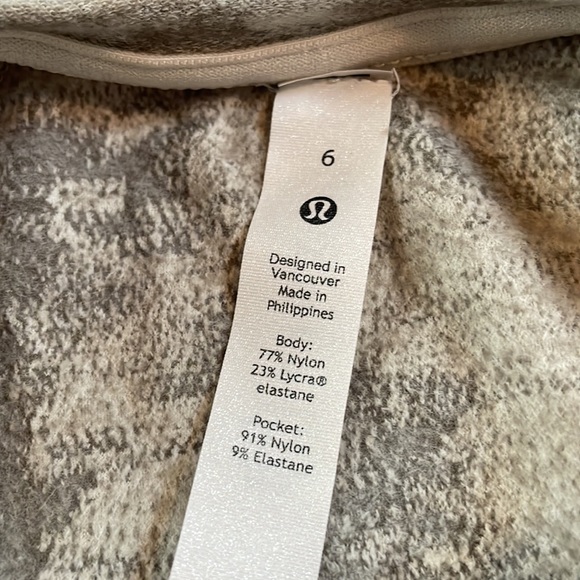 6
Designed in
Vancouver
Made in
Philippines
Body:
77% Nylon
23% Lycra®
elastane
Pocket:
91% Nylon
9% Elastane